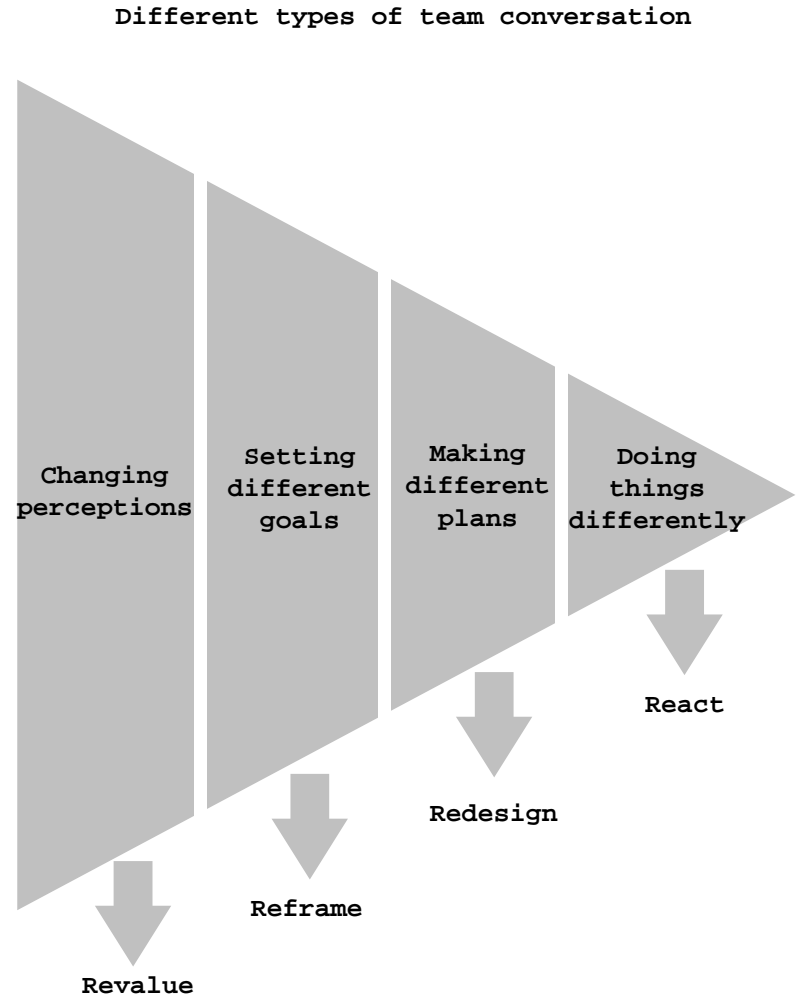 Different types of team conversation
Changing
perceptions
Setting
different
goals
Making
different
plans
Doing
things
differently
React
Redesign
Reframe
Revalue